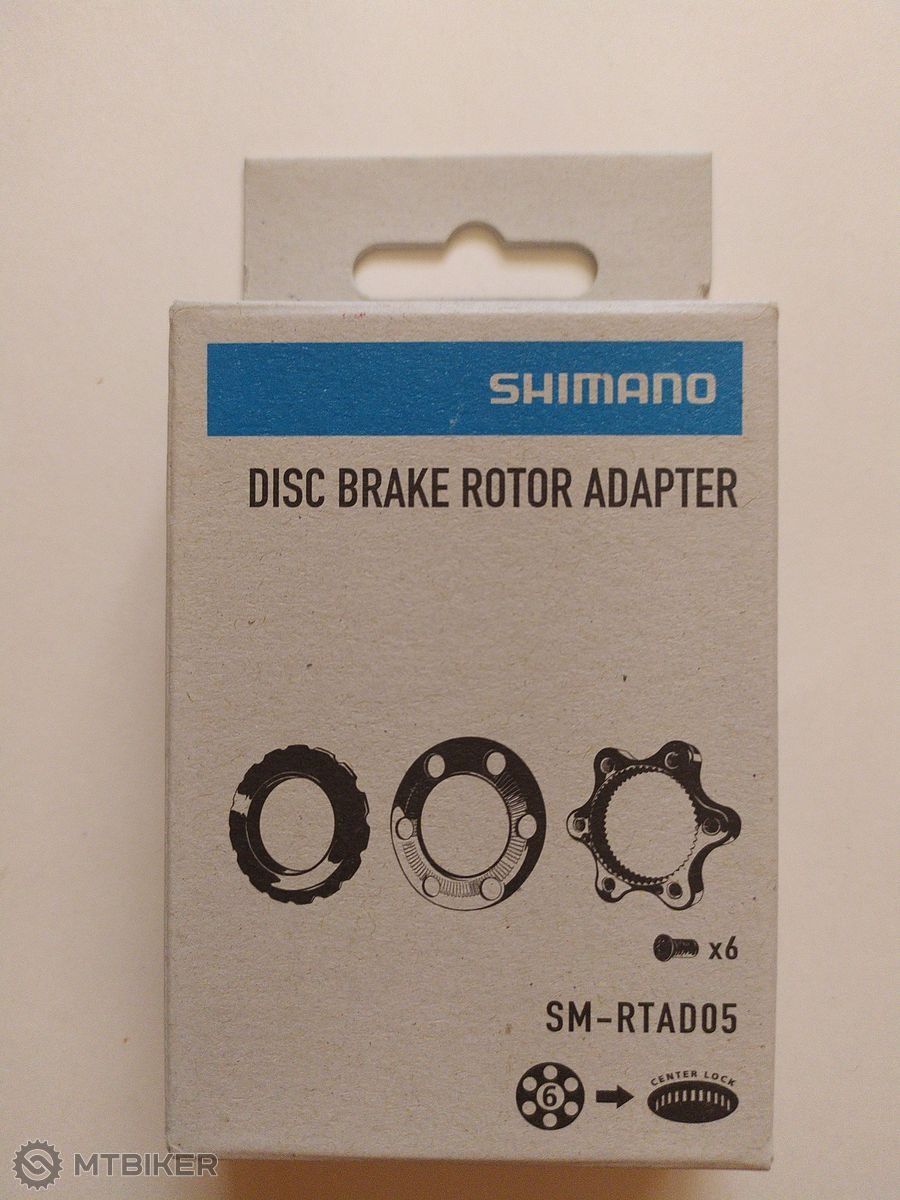 SHIMANO
DISC BRAKE ROTOR ADAPTER
x6
SM-RTAD05
6
CENTER LOCK
MTBIKER